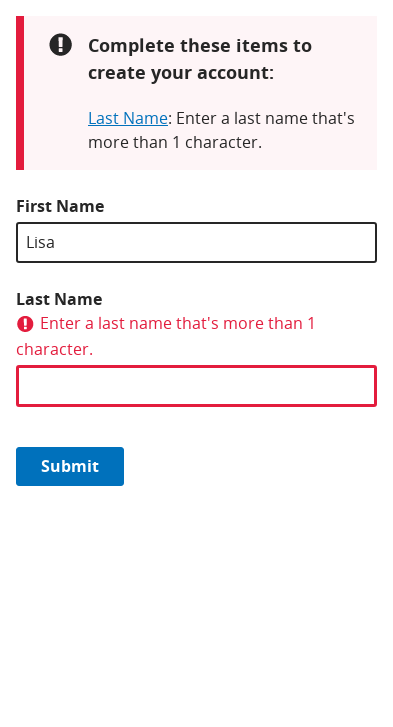 Complete these items to
create your account:
Last Name: Enter a last name that's
more than 1 character.
First Name
Lisa
Last Name
Enter a last name that's more than 1
character.
Submit